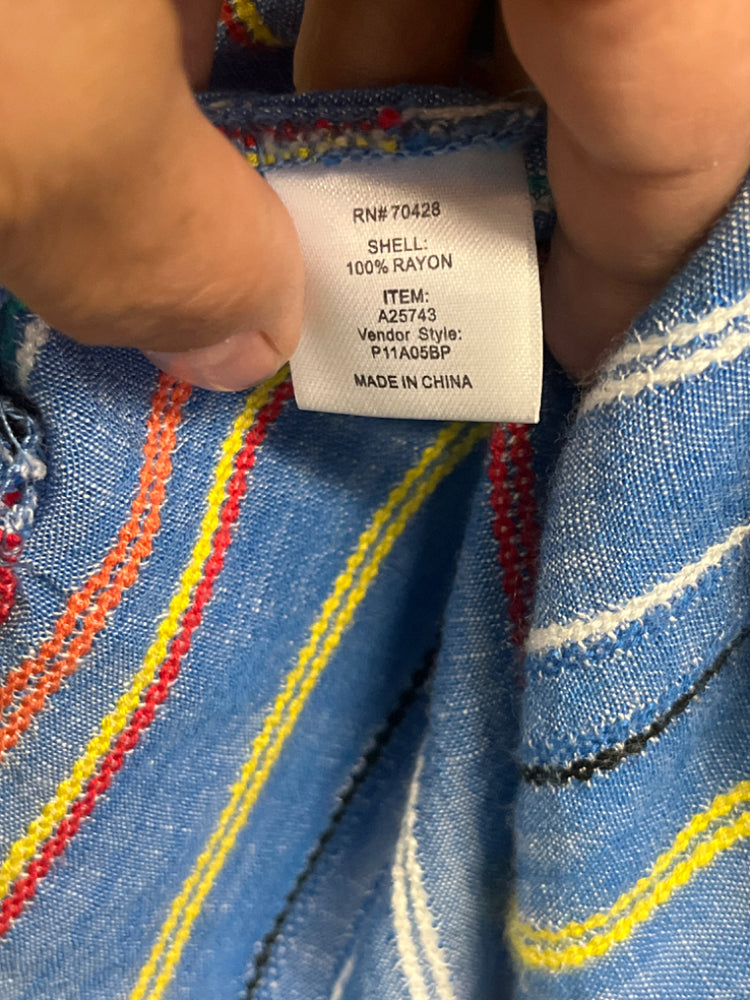 RN# 70428
SHELL:
100% RAYON
ITEM:
A25743
Vendor Style:
P11A05BP
MADE IN CHINA